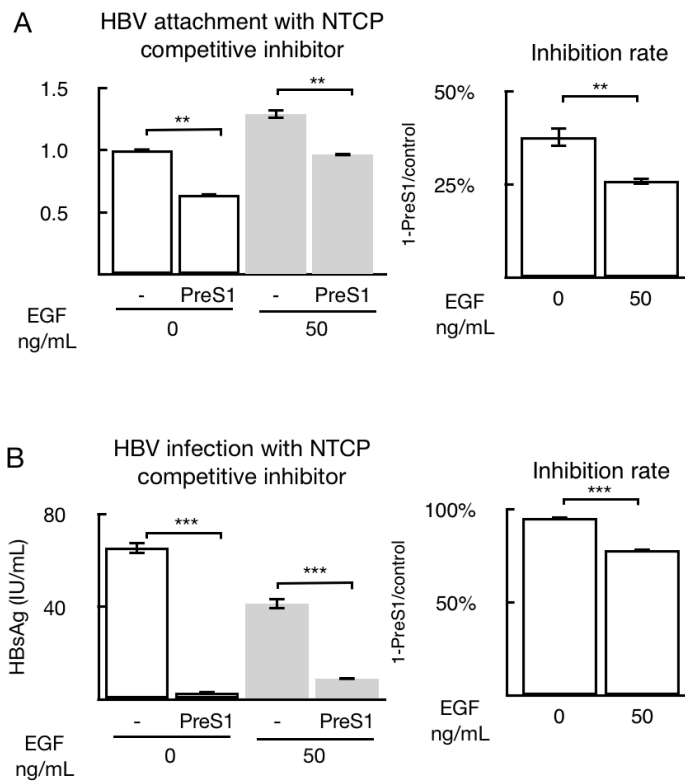 A
HBV attachment with NTCP
competitive inhibitor
1.5
1.0
0.5
**
**
- PreS1 - PreS1
EGF
ng/mL
0 50
Inhibition rate
50%
25%
1-PreS1/control
**
0 50
EGF
ng/mL
B
HBV infection with NTCP
competitive inhibitor
80
40
HBsAg (IU/mL)
***
***
- PreS1 - PreS1
EGF
ng/mL
0 50
Inhibition rate
100%
50%
1-PreS1/control
***
0 50
EGF
ng/mL